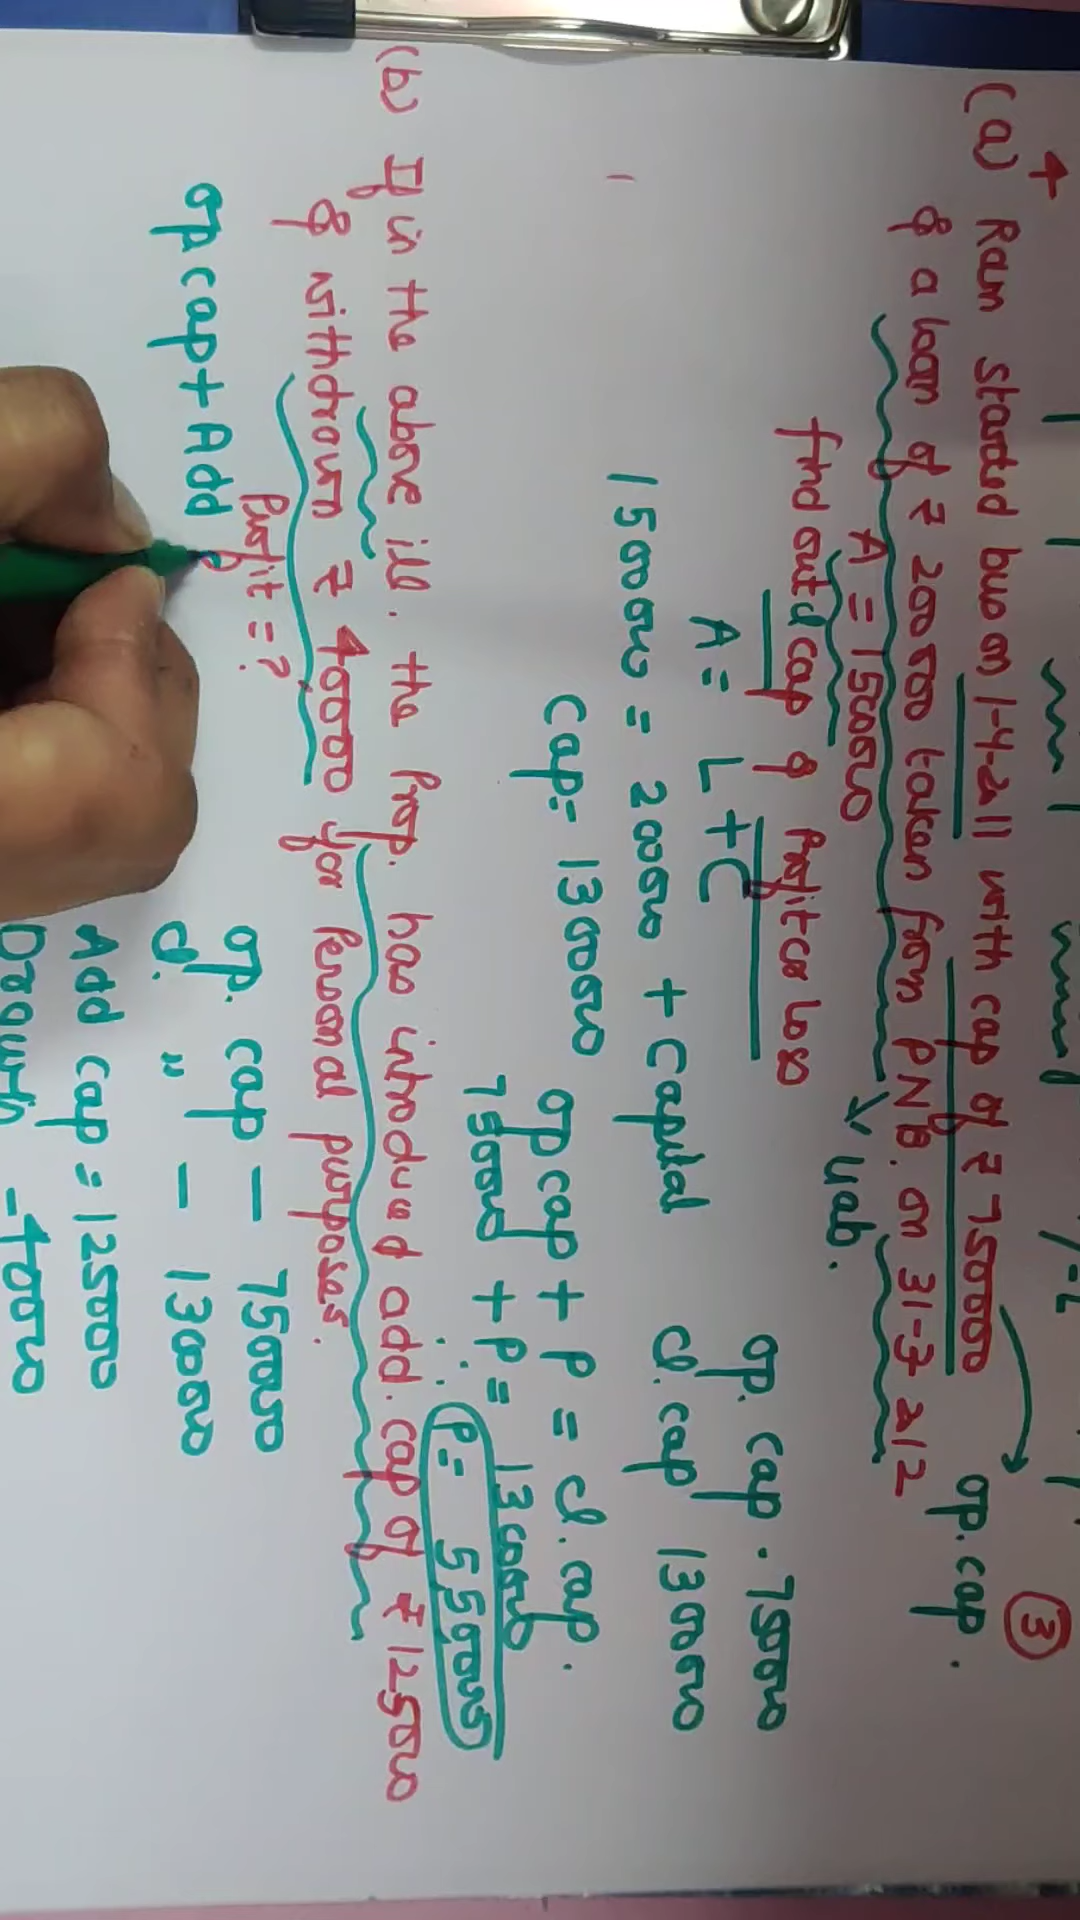 (a) Ram started bus on 1-4-2011 with cap of ₹ 750000
op. cap.
3
& a loan of ₹ 200000 taken from PNB. on 31-3-2012
A = 1500000
Liab.
find out cl cap & Profit or loss
A = L + C
op. cap. 750000
1500000 = 200000 + Capital
cl. cap 1300000
Cap = 1300000
op cap + P = cl. cap.
750000 + P = 1300000
∴ P = 550000
(b) If in the above ill. the Prop. has introduced add. cap of ₹ 125000
& withdrawn ₹ 40000 for Personal purposes.
Profit = ?
op. cap - 750000
op cap + Add
cl. " - 1300000
Add cap = 125000
- 40000